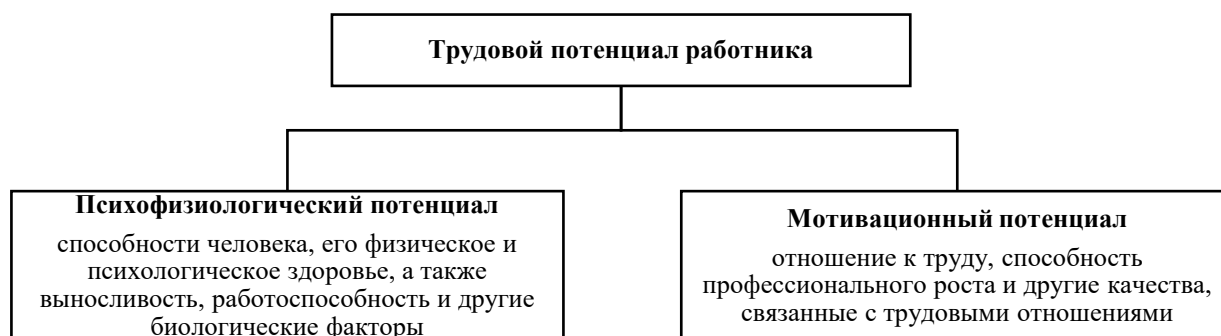 Трудовой потенциал работника
Психофизиологический потенциал
способности человека, его физическое и
психологическое здоровье, а также
выносливость, работоспособность и другие
биологические факторы
Мотивационный потенциал
отношение к труду, способность
профессионального роста и другие качества,
связанные с трудовыми отношениями